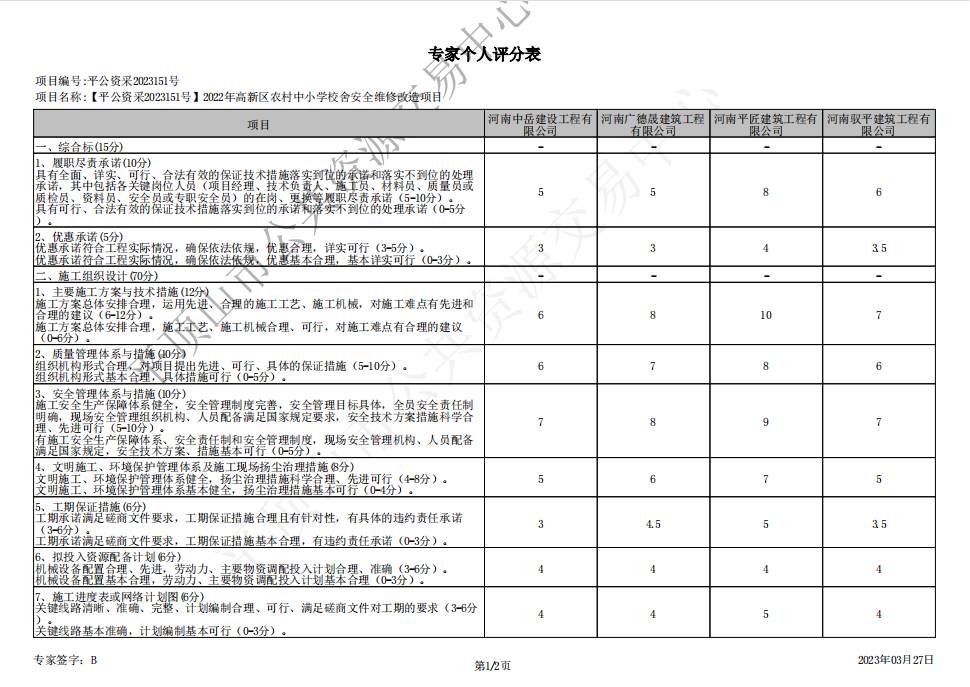 专家个人评分表
项目编号:平公资采2023151号
项目名称:【平公资采2023151号】2022年高新区农村中小学校舍安全维修改造项目
项目 河南中岳建设工程有限公司 河南广德晟建筑工程有限公司 河南平匠建筑工程有限公司 河南驭平建筑工程有限公司
一、综合标(15分) - - - -
1、履职尽责承诺(10分)
具有全面、详实、可行、合法有效的保证技术措施落实到位的承诺和落实不到位的处理
承诺,其中包括各关键岗位人员(项目经理、技术负责人、施工员、材料员、质量员或
质检员、资料员、安全员或专职安全员)的在岗、更换等履职尽责承诺(5-10分)。
具有可行、合法有效的保证技术措施落实到位的承诺和落实不到位的处理承诺(0-5分
)。
5 5 8 6
2、优惠承诺(5分)
优惠承诺符合工程实际情况,确保依法依规,优惠合理,详实可行(3-5分)。
优惠承诺符合工程实际情况,确保依法依规,优惠基本合理,基本详实可行(0-3分)。
3 3 4 3.5
二、施工组织设计(70分) - - - -
1、主要施工方案与技术措施(12分)
施工方案总体安排合理,运用先进、合理的施工工艺、施工机械,对施工难点有先进和
合理的建议(6-12分)。
施工方案总体安排合理,施工工艺、施工机械合理、可行,对施工难点有合理的建议
(0-6分)。
6 8 10 7
2、质量管理体系与措施(10分)
组织机构形式合理,对项目提出先进、可行、具体的保证措施(5-10分)。
组织机构形式基本合理,具体措施可行(0-5分)。
6 7 8 6
3、安全管理体系与措施(10分)
施工安全生产保障体系健全,安全管理制度完善,安全管理目标具体,全员安全责任制
明确,现场安全管理组织机构、人员配备满足国家规定要求,安全技术方案措施科学合
理、先进可行(5-10分)。
有施工安全生产保障体系、安全责任制和安全管理制度,现场安全管理机构、人员配备
满足国家规定,安全技术方案、措施基本可行(0-5分)。
7 8 9 7
4、文明施工、环境保护管理体系及施工现场扬尘治理措施(8分)
文明施工、环境保护管理体系健全,扬尘治理措施科学合理、先进可行(4-8分)。
文明施工、环境保护管理体系基本健全,扬尘治理措施基本可行(0-4分)。
5 6 7 5
5、工期保证措施(6分)
工期承诺满足磋商文件要求,工期保证措施合理且有针对性,有具体的违约责任承诺
(3-6分)。
工期承诺满足磋商文件要求,工期保证措施基本合理,有违约责任承诺(0-3分)。
3 4.5 5 3.5
6、拟投入资源配备计划(6分)
机械设备配置合理、先进,劳动力、主要物资调配投入计划合理、准确(3-6分)。
机械设备配置基本合理,劳动力、主要物资调配投入计划基本合理(0-3分)。
4 4 4 4
7、施工进度表或网络计划图(6分)
关键线路清晰、准确、完整、计划编制合理、可行、满足磋商文件对工期的要求(3-6分
)。
关键线路基本准确,计划编制基本可行(0-3分)。
4 4 5 4
专家签字:B
第1/2页
2023年03月27日
平顶山市公共资源交易中心
平顶山市公共资源交易中心